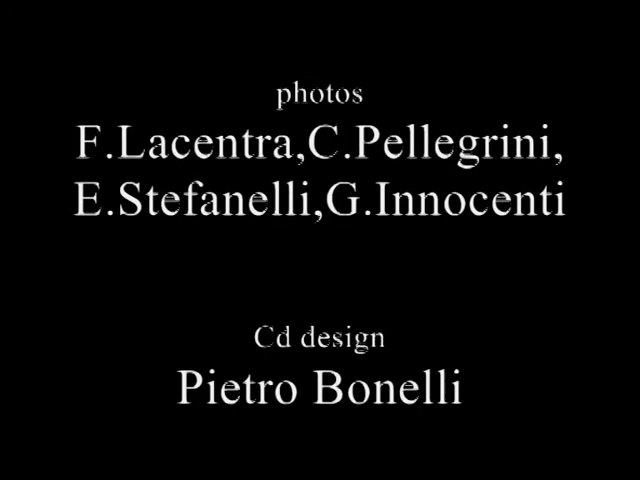 photos
F.Lacentra,C.Pellegrini,
E.Stefanelli,G.Innocenti
Cd design
Pietro Bonelli